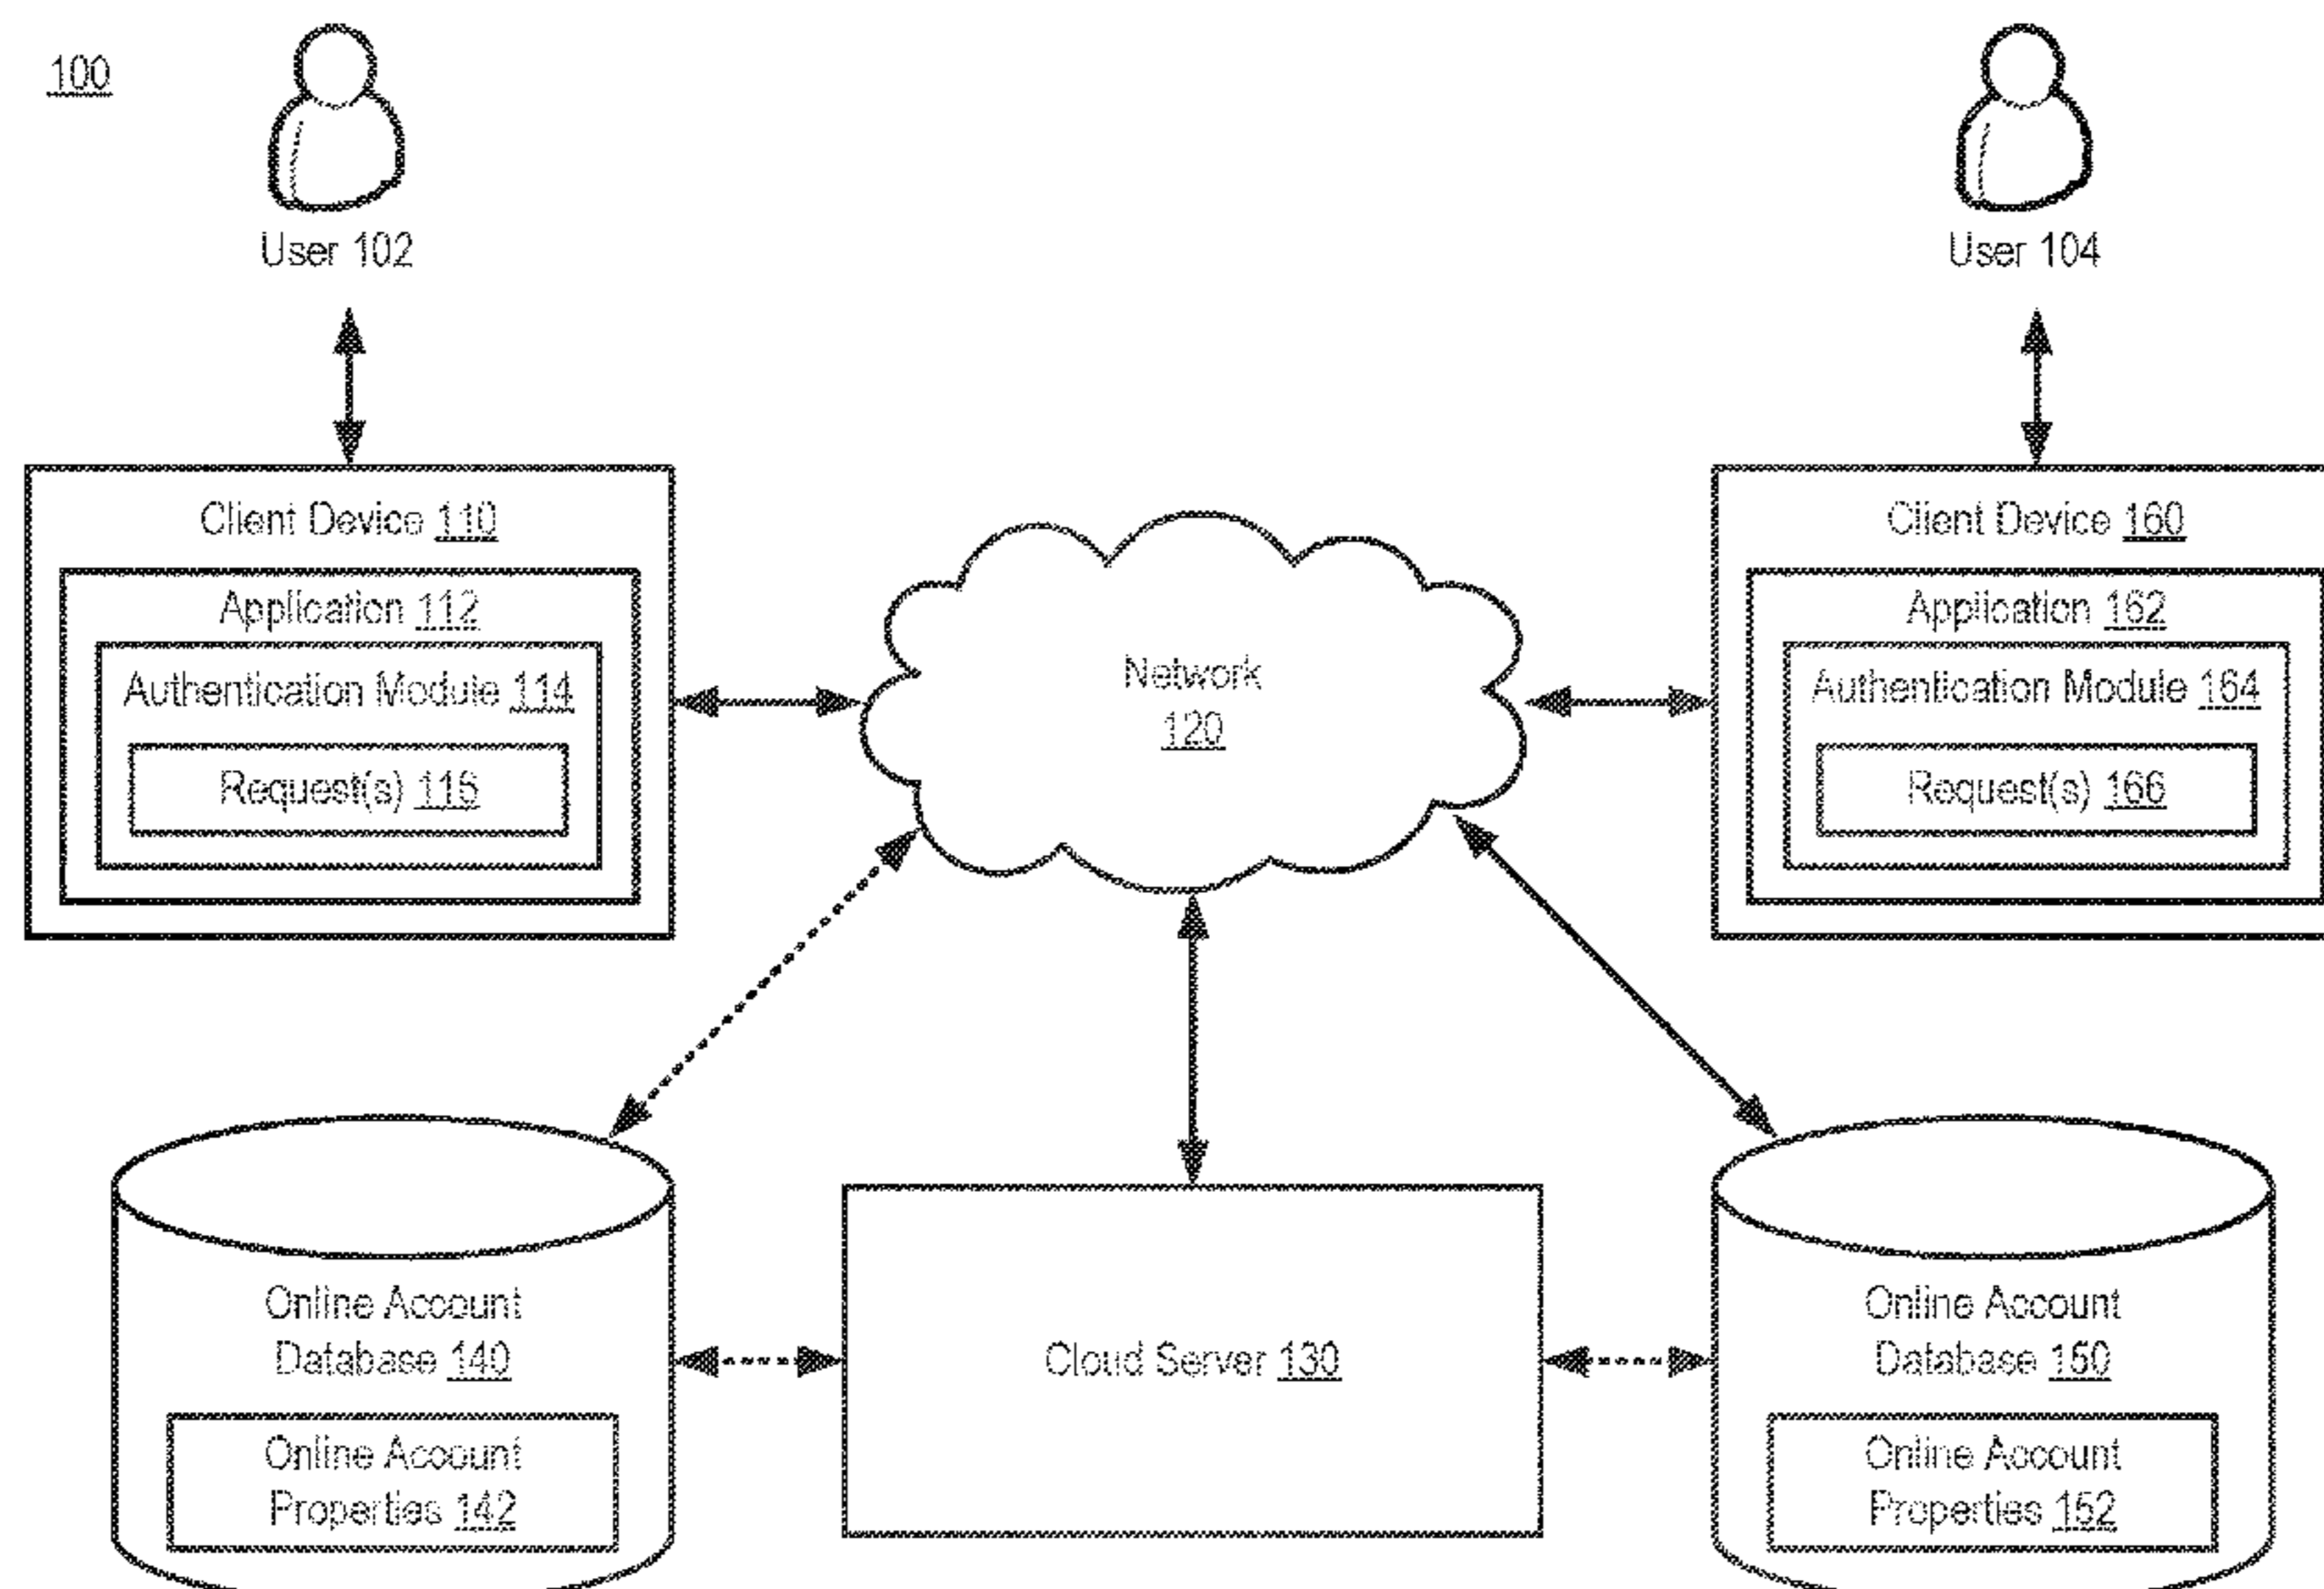 100
User 102
User 104
Client Device 110
Application 112
Authentication Module 114
Request(s) 116
Network
120
Client Device 160
Application 162
Authentication Module 164
Request(s) 166
Online Account
Database 140
Online Account
Properties 142
Cloud Server 130
Online Account
Database 150
Online Account
Properties 152